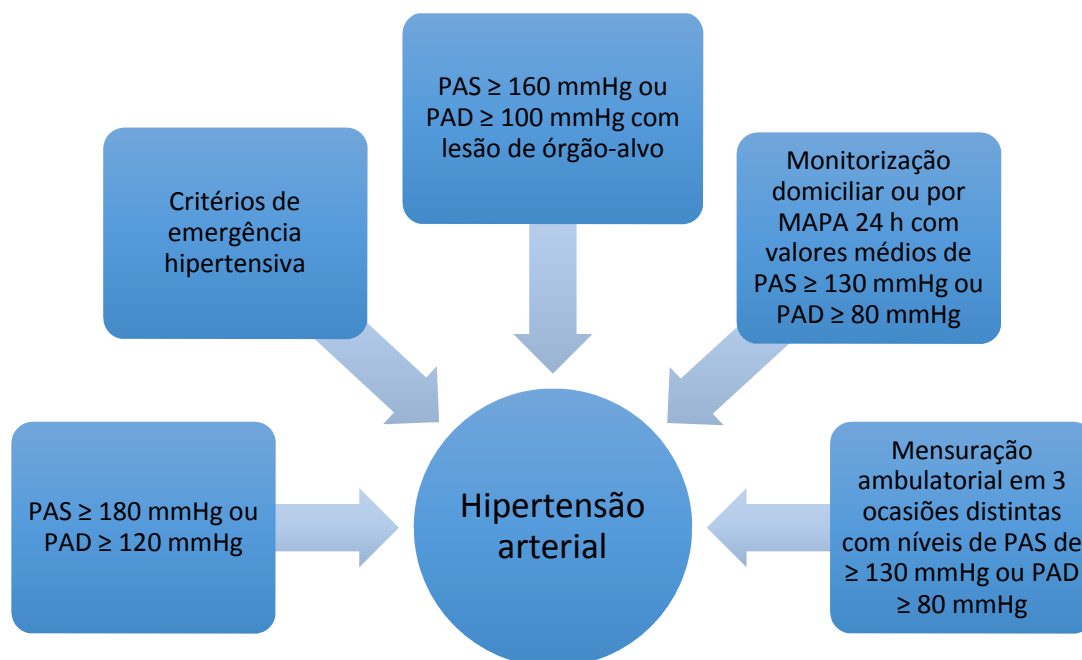 PAS ≥ 160 mmHg ou
PAD ≥ 100 mmHg com
lesão de órgão-alvo
Critérios de
emergência
hipertensiva
Monitorização
domiciliar ou por
MAPA 24 h com
valores médios de
PAS ≥ 130 mmHg ou
PAD ≥ 80 mmHg
PAS ≥ 180 mmHg ou
PAD ≥ 120 mmHg
Hipertensão
arterial
Mensuração
ambulatorial em 3
ocasiões distintas
com níveis de PAS de
≥ 130 mmHg ou PAD
≥ 80 mmHg